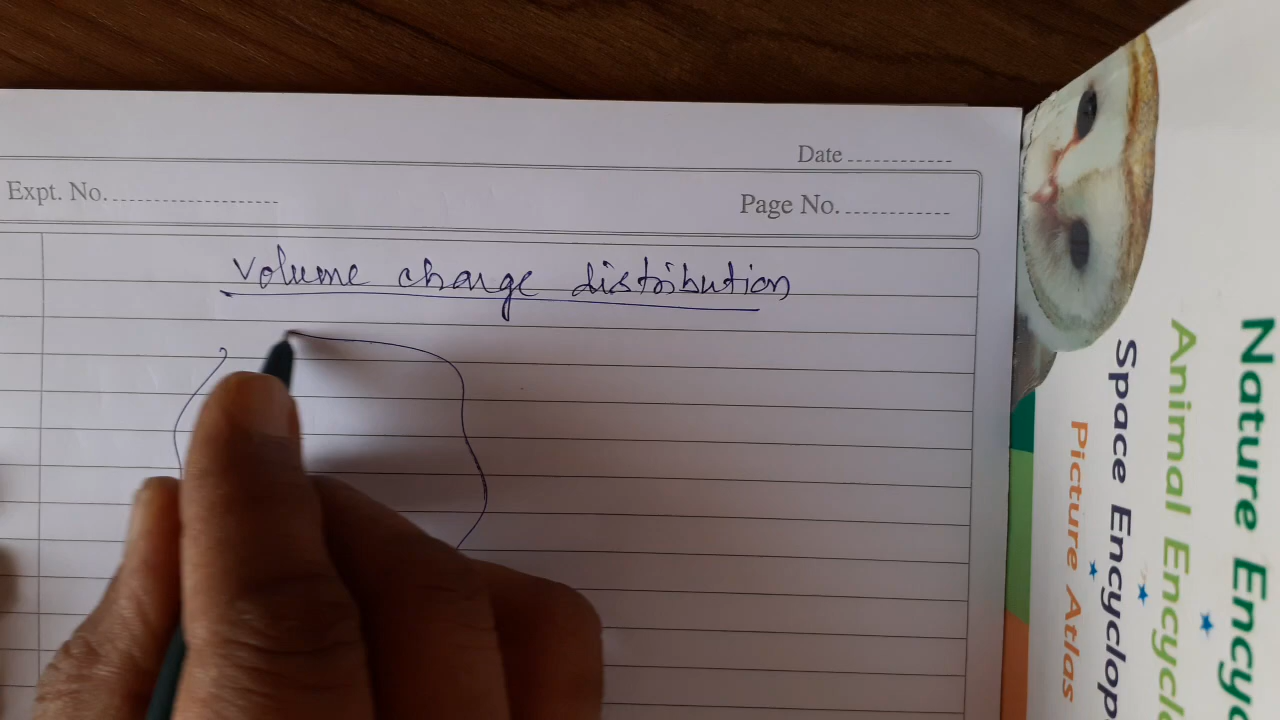 Date
Expt. No.
Page No.
Volume charge distribution
Nature Ency
Animal Encycl
Space Encyclop
Picture Atlas